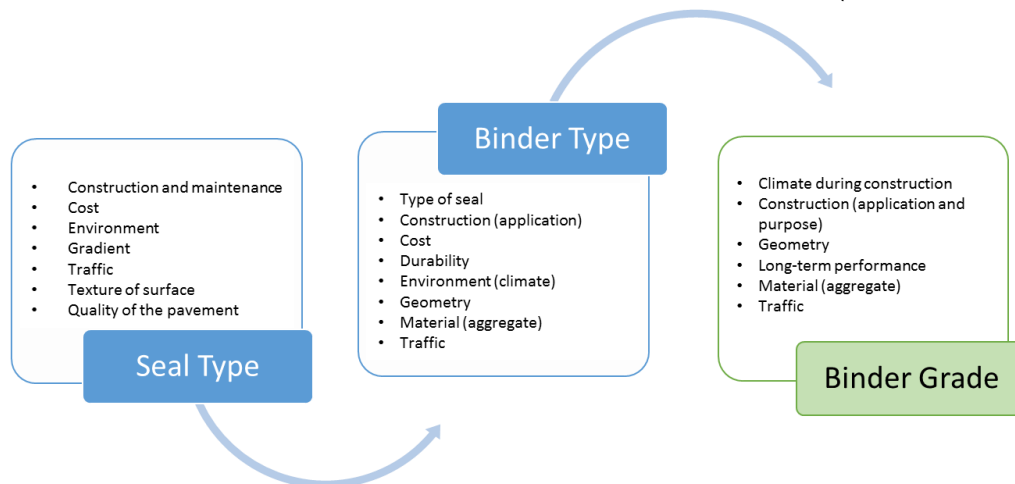 • Construction and maintenance
• Cost
• Environment
• Gradient
• Traffic
• Texture of surface
• Quality of the pavement
Seal Type
Binder Type
• Type of seal
• Construction (application)
• Cost
• Durability
• Environment (climate)
• Geometry
• Material (aggregate)
• Traffic
• Climate during construction
• Construction (application and
purpose)
• Geometry
• Long-term performance
• Material (aggregate)
• Traffic
Binder Grade